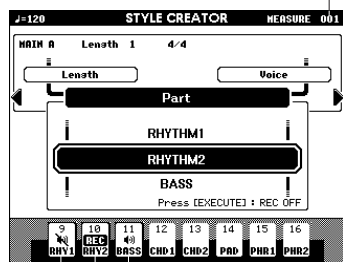 ♩=120 STYLE CREATOR MEASURE 001
MAIN A Length 1 4/4
Length Voice
Part
RHYTHM1
RHYTHM2
BASS
Press [EXECUTE] : REC OFF
9 10 11 12 13 14 15 16
REC
RHY1 RHY2 BASS CHD1 CHD2 PAD PHR1 PHR2